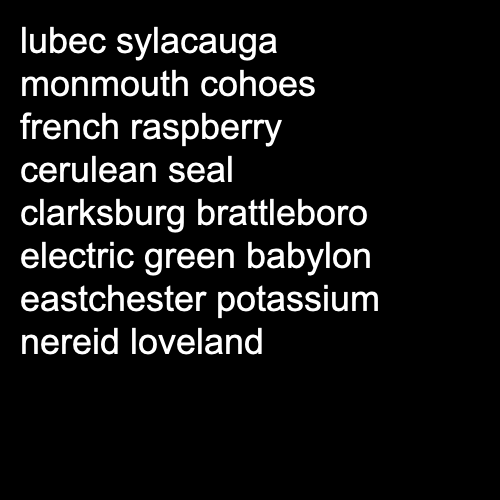 lubec sylacauga
monmouth cohoes
french raspberry
cerulean seal
clarksburg brattleboro
electric green babylon
eastchester potassium
nereid loveland